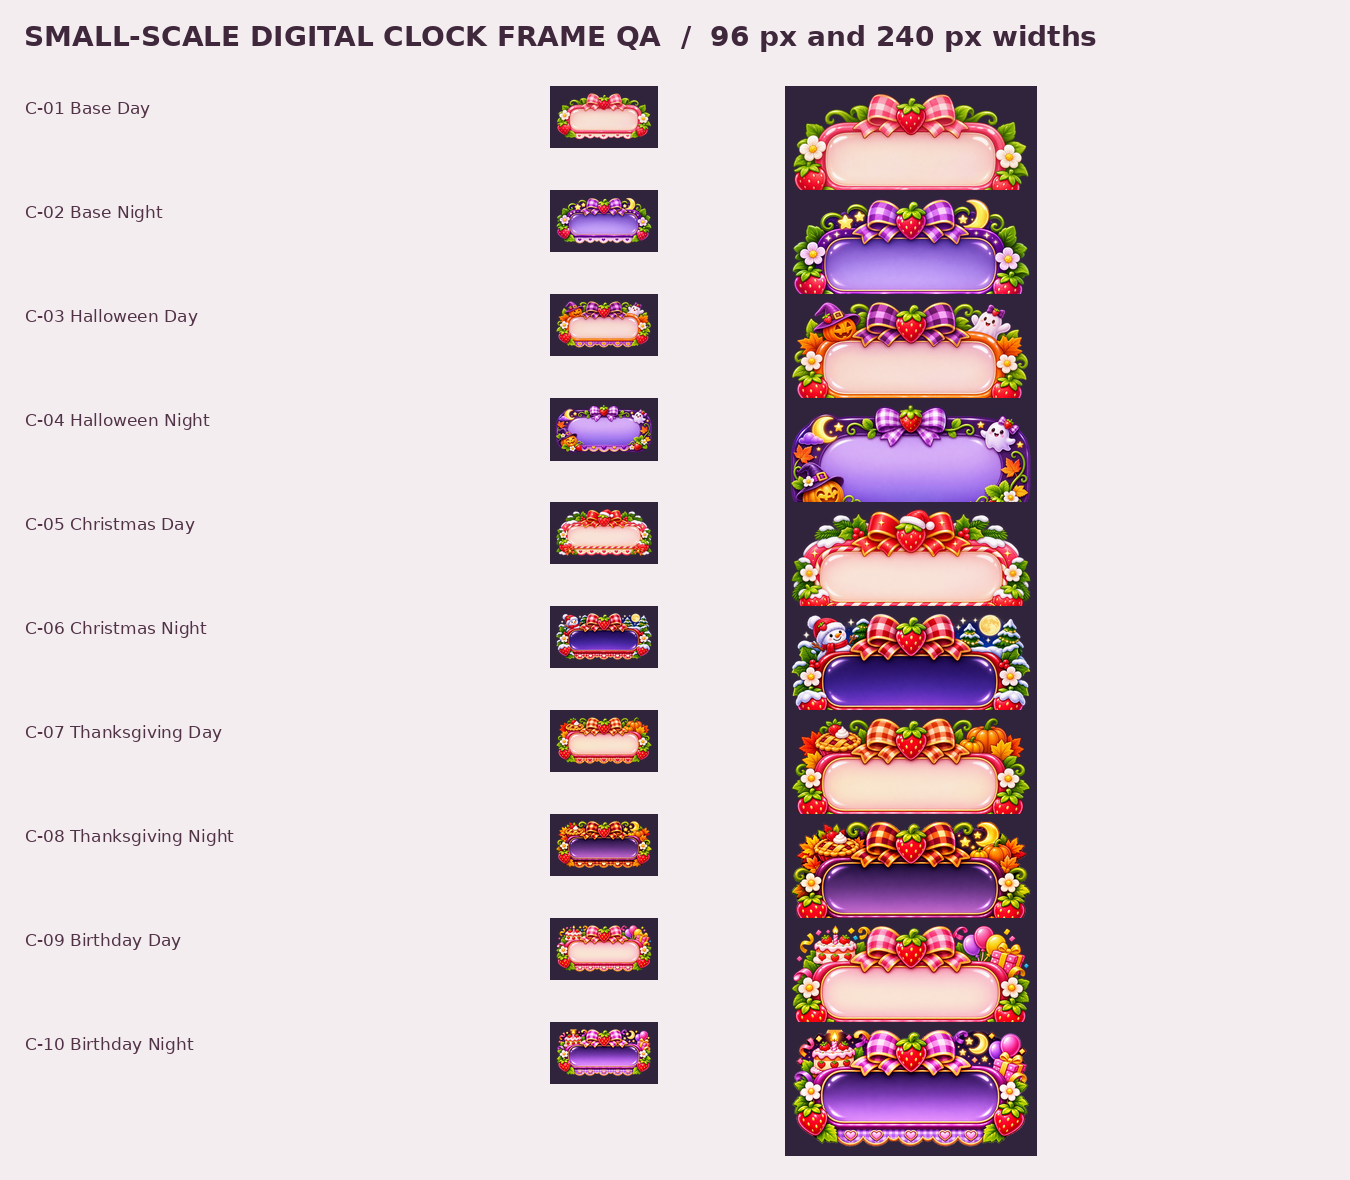 SMALL-SCALE DIGITAL CLOCK FRAME QA / 96 px and 240 px widths
C-01 Base Day
C-02 Base Night
C-03 Halloween Day
C-04 Halloween Night
C-05 Christmas Day
C-06 Christmas Night
C-07 Thanksgiving Day
C-08 Thanksgiving Night
C-09 Birthday Day
C-10 Birthday Night